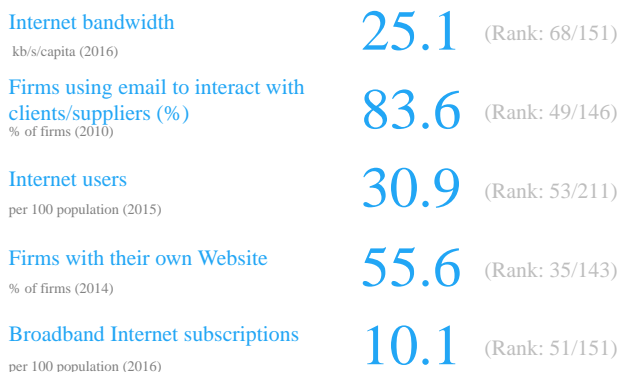 Internet bandwidth
kb/s/capita (2016)
25.1 (Rank: 68/151)
Firms using email to interact with
clients/suppliers (%)
% of firms (2010)
83.6 (Rank: 49/146)
Internet users
per 100 population (2015)
30.9 (Rank: 53/211)
Firms with their own Website
% of firms (2014)
55.6 (Rank: 35/143)
Broadband Internet subscriptions
per 100 population (2016)
10.1 (Rank: 51/151)